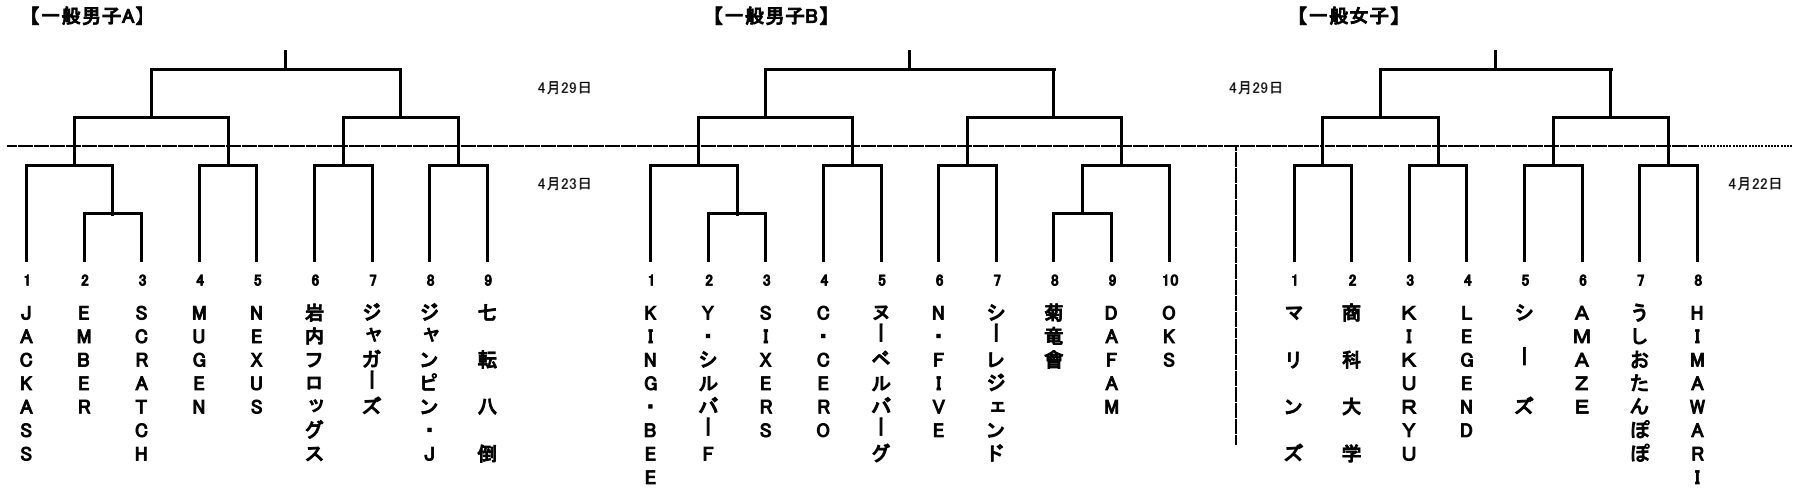 【一般男子A】
【一般男子B】
【一般女子】
4月29日
4月29日
4月23日
4月22日
1
2
3
4
5
6
7
8
9
1
2
3
4
5
6
7
8
9
10
1
2
3
4
5
6
7
8
JACKASS
EMBER
SCRATCH
MUGEN
NEXUS
岩内フロッグス
ジャガーズ
ジャンピン・J
七転八倒
KING・BEE
Y・シルバーF
SIXERS
C・CERO
ヌーベルバーグ
N・FIVE
シーレジェンド
菊竜會
DAFAM
OKS
マリンズ
商科大学
KIKURYU
LEGEND
シーズ
AMAZE
うしおたんぽぽ
HIMAWARI